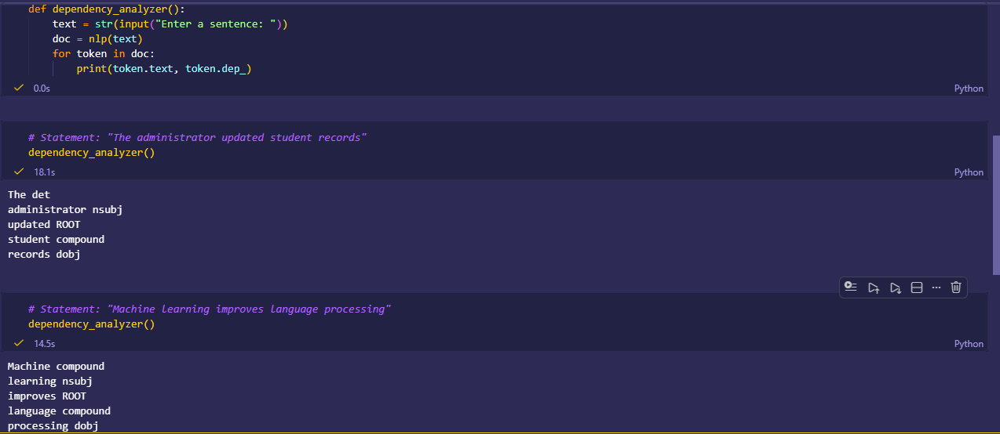 def dependency_analyzer():
    text = str(input("Enter a sentence: "))
    doc = nlp(text)
    for token in doc:
        print(token.text, token.dep_)
0.0s
Python
# Statement: "The administrator updated student records"
dependency_analyzer()
18.1s
Python
The det
administrator nsubj
updated ROOT
student compound
records dobj
# Statement: "Machine learning improves language processing"
dependency_analyzer()
14.5s
Python
Machine compound
learning nsubj
improves ROOT
language compound
processing dobj